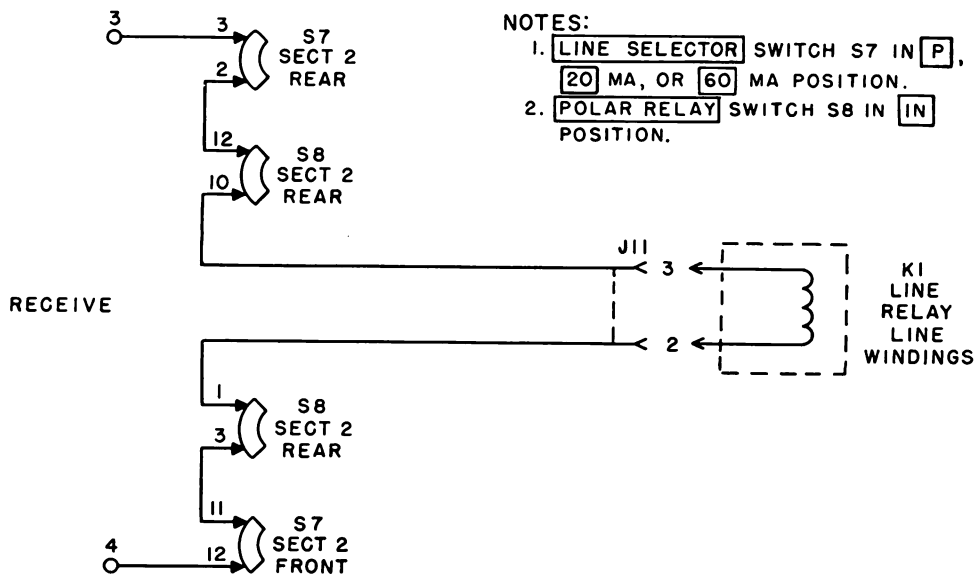 NOTES:
1. LINE SELECTOR SWITCH S7 IN P,
20 MA, OR 60 MA POSITION.
2. POLAR RELAY SWITCH S8 IN IN
POSITION.
3
3
S7
SECT 2
REAR
2
12
S8
SECT 2
REAR
10
J11
3
K1
LINE
RELAY
LINE
WINDINGS
RECEIVE
2
1
S8
SECT 2
REAR
3
11
S7
SECT 2
FRONT
4
12